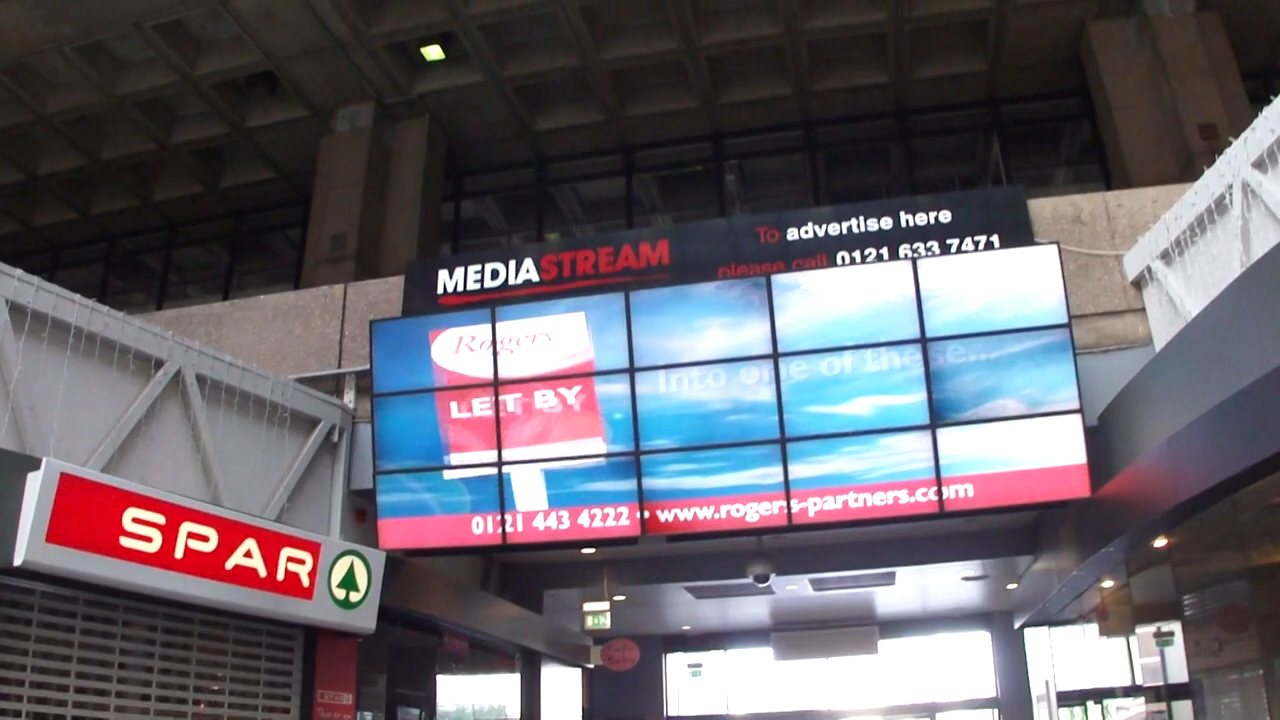 To advertise here
MEDIASTREAM
please call 0121 633 7471
Rogers
LET BY
Into one of these...
0121 443 4222 • www.rogers-partners.com
SPAR